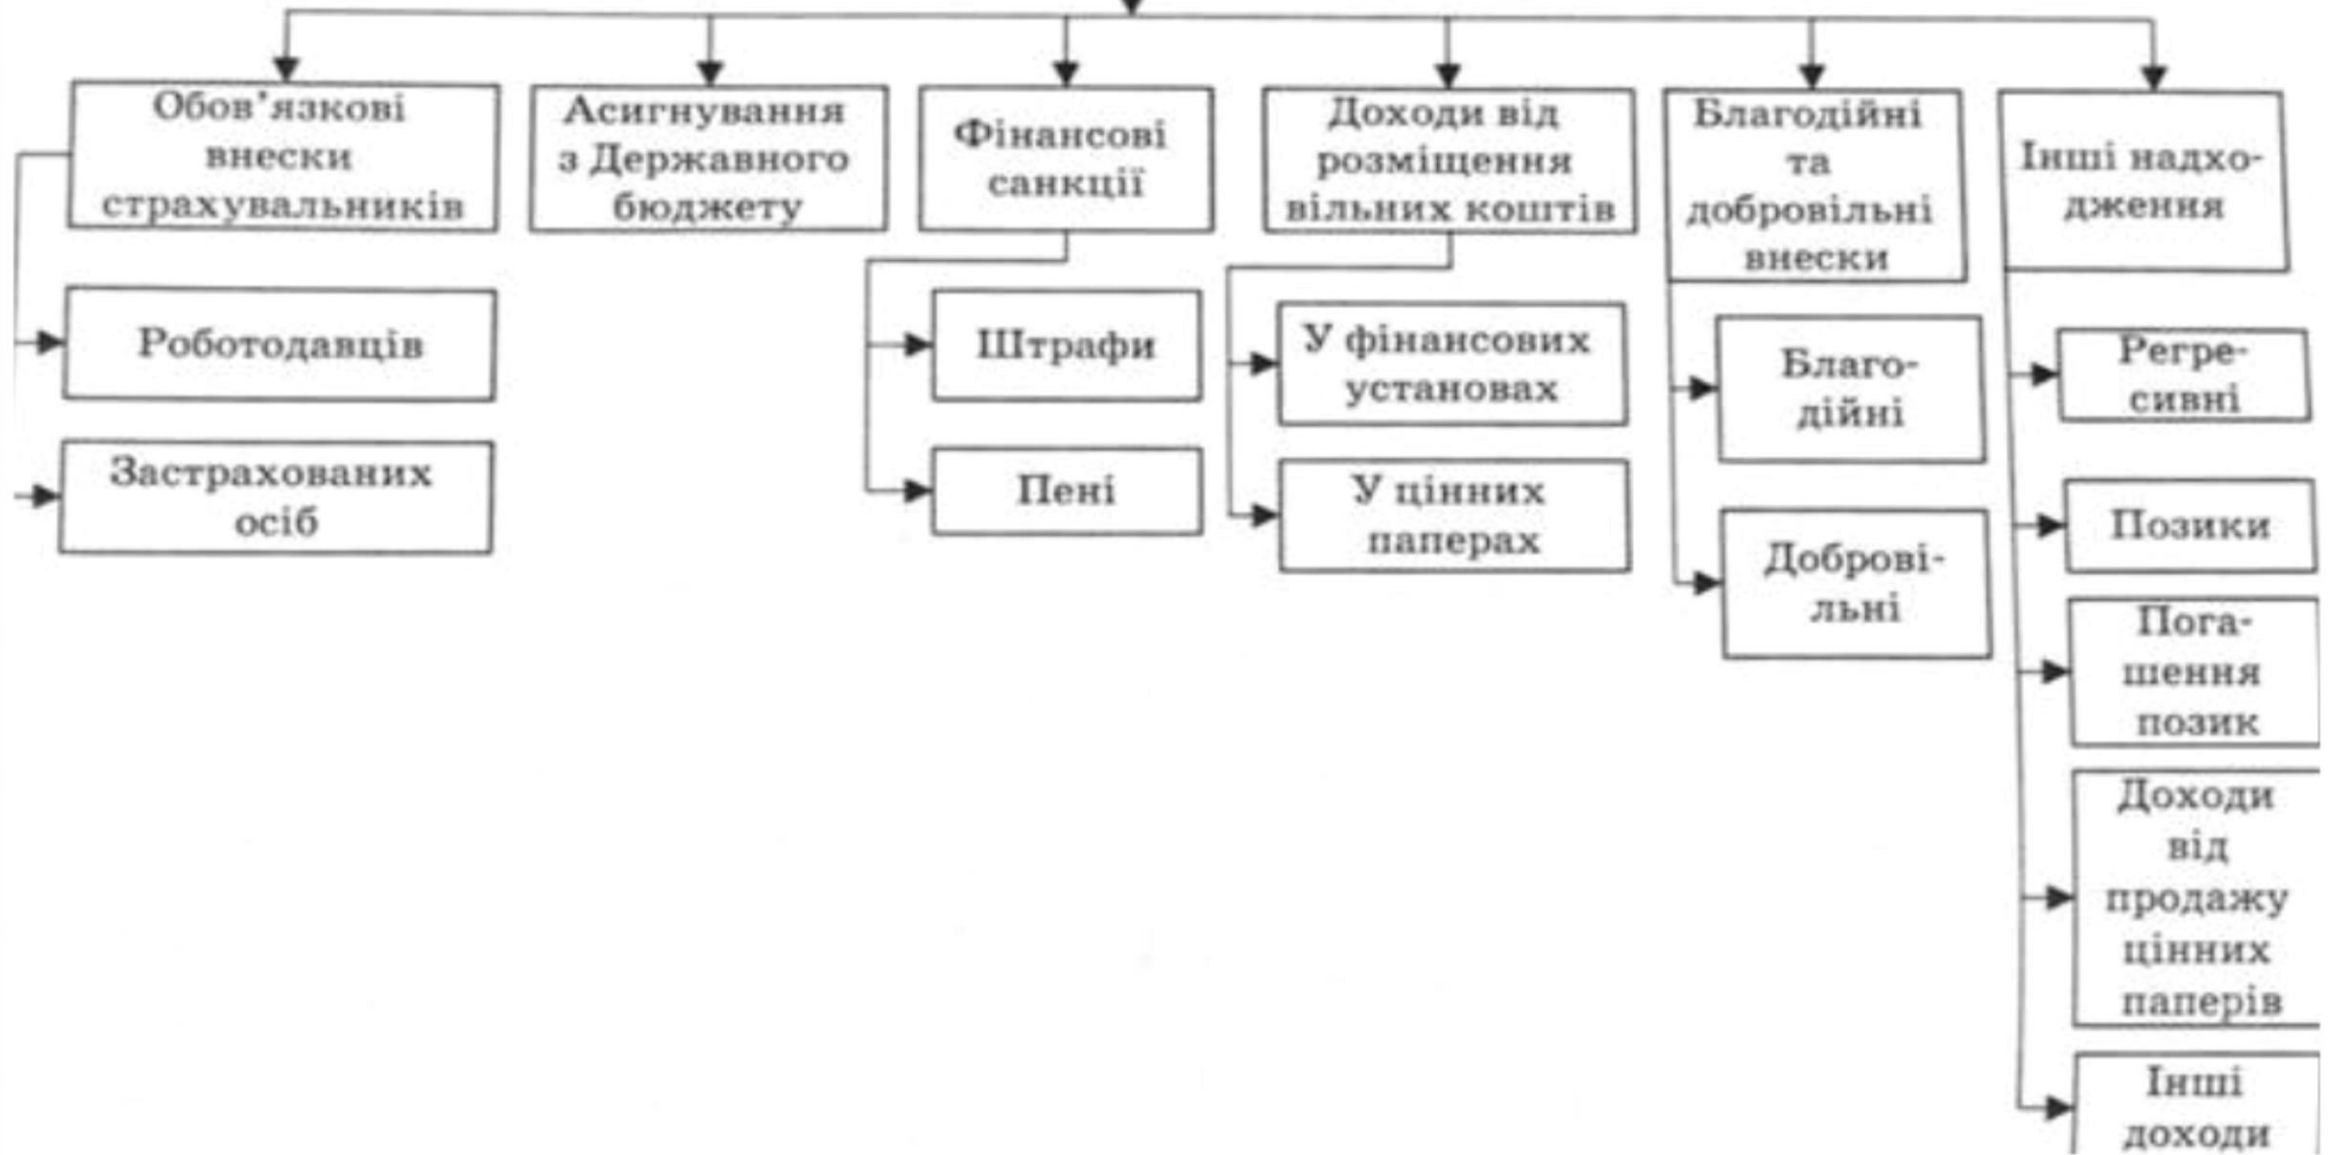 Обов’язкові
внески
страхувальників
Асигнування
з Державного
бюджету
Фінансові
санкції
Доходи від
розміщення
вільних коштів
Благодійні
та
добровільні
внески
Інші надхо-
дження
Роботодавців
Застрахованих
осіб
Штрафи
Пені
У фінансових
установах
У цінних
паперах
Благо-
дійні
Доброві-
льні
Регре-
сивні
Позики
Пога-
шення
позик
Доходи
від
продажу
цінних
паперів
Інші
доходи